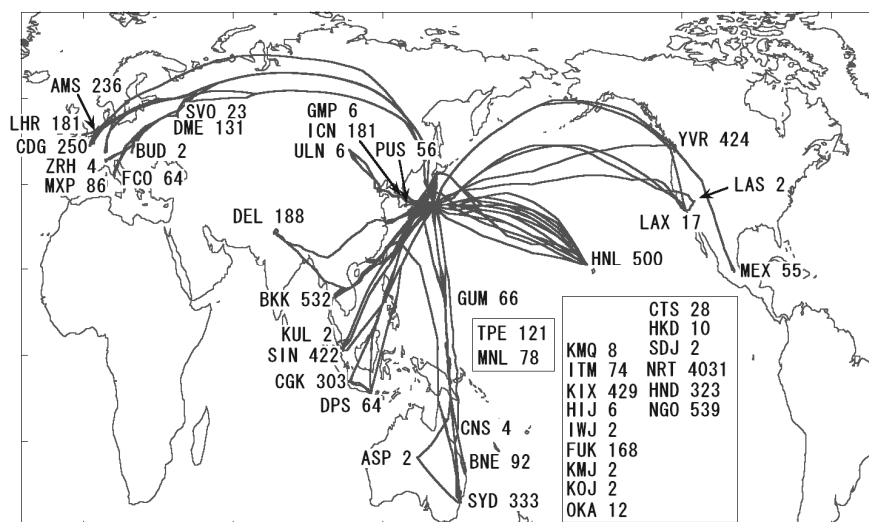 AMS 236
LHR 181
CDG 250
ZRH 4
MXP 86
SVO 23
DME 131
BUD 2
FCO 64
GMP 6
ICN 181
ULN 6
PUS 56
YVR 424
LAS 2
LAX 17
MEX 55
HNL 500
DEL 188
BKK 532
GUM 66
KUL 2
SIN 422
CGK 303
DPS 64
TPE 121
MNL 78
CNS 4
ASP 2
BNE 92
SYD 333
KMQ 8
ITM 74
KIX 429
HIJ 6
IWJ 2
FUK 168
KMJ 2
KOJ 2
OKA 12
CTS 28
HKD 10
SDJ 2
NRT 4031
HND 323
NGO 539